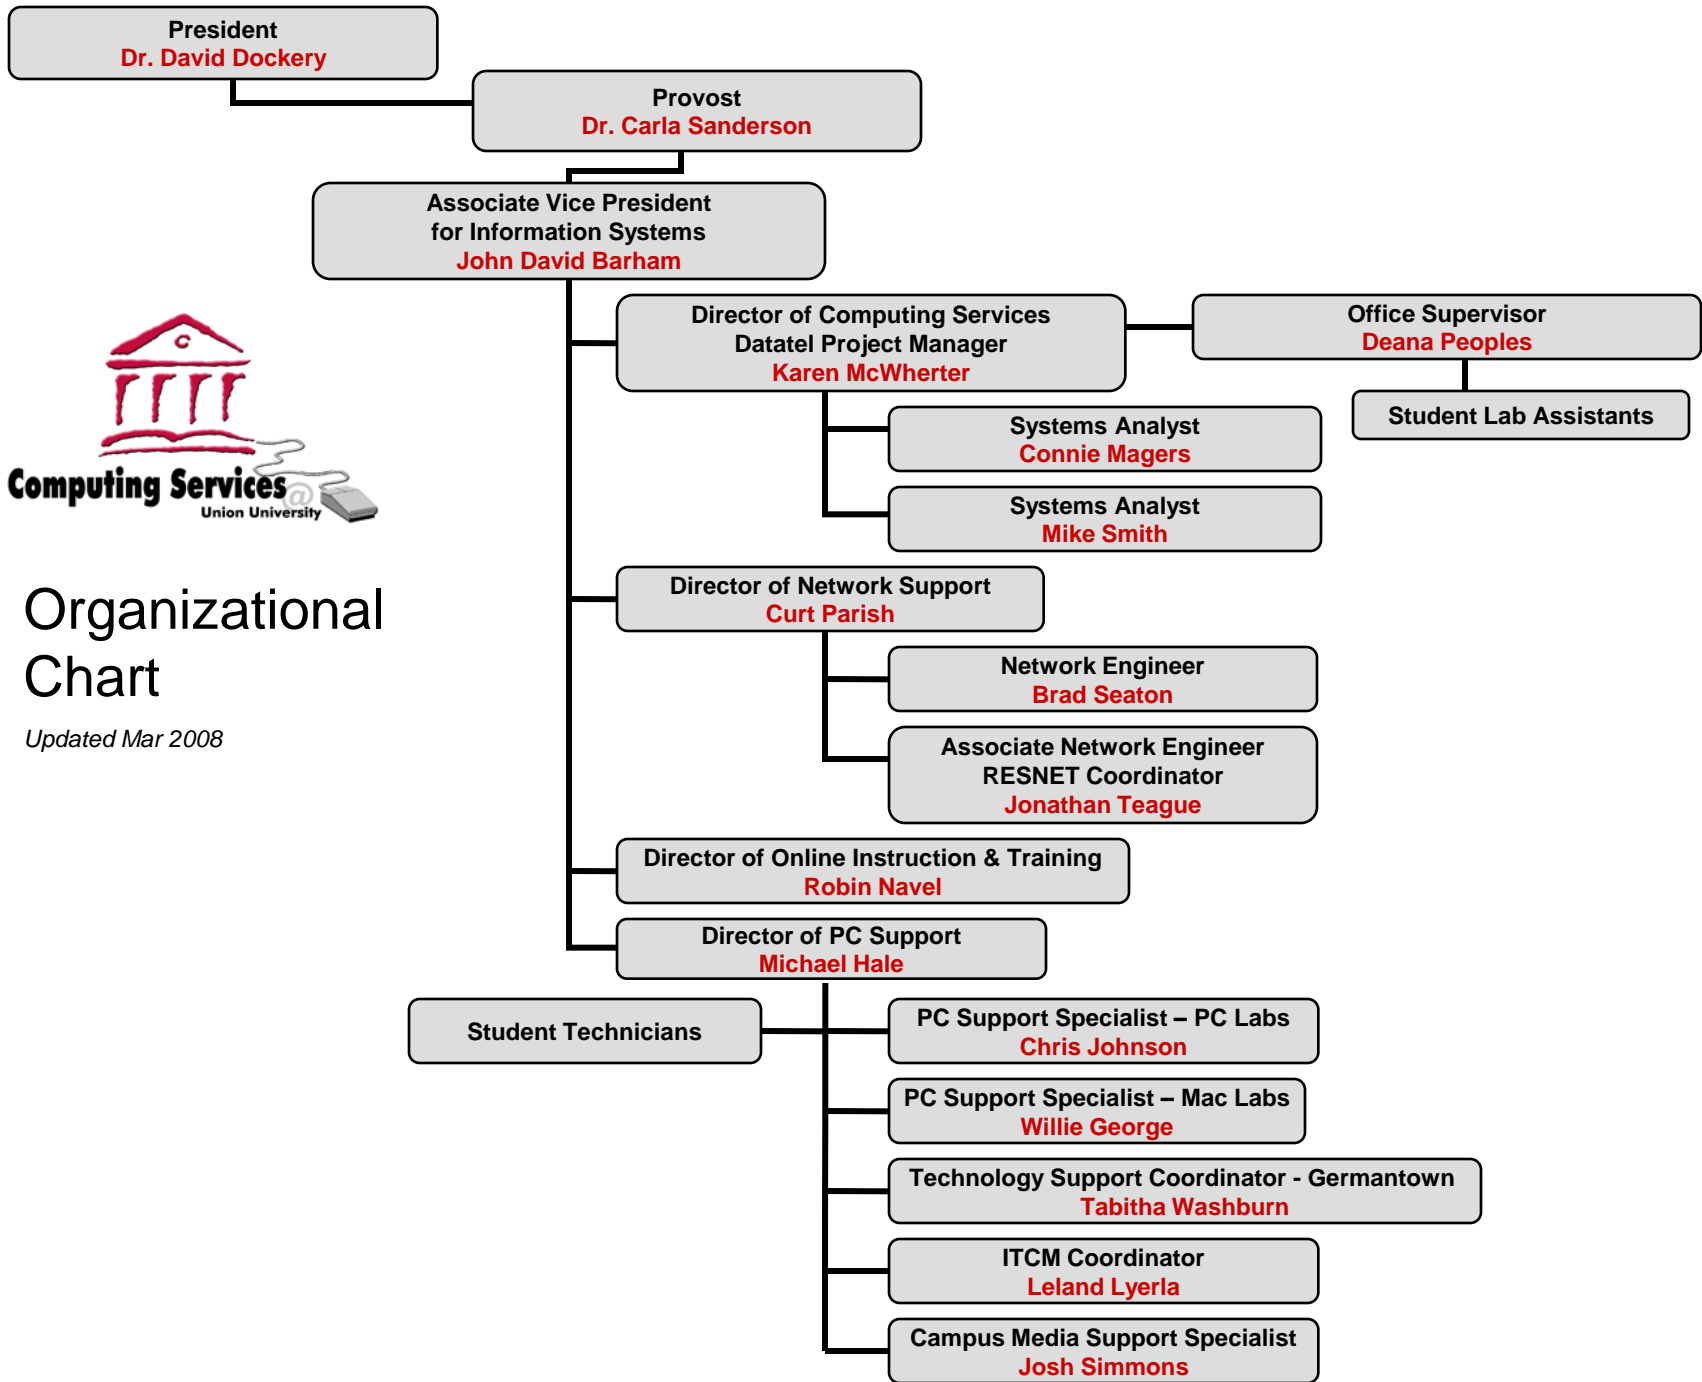 President
Dr. David Dockery
Provost
Dr. Carla Sanderson
Associate Vice President
for Information Systems
John David Barham
Director of Computing Services
Datatel Project Manager
Karen McWherter
Office Supervisor
Deana Peoples
Student Lab Assistants
Systems Analyst
Connie Magers
Systems Analyst
Mike Smith
C
Computing Services@
Union University
Organizational
Chart
Updated Mar 2008
Director of Network Support
Curt Parish
Network Engineer
Brad Seaton
Associate Network Engineer
RESNET Coordinator
Jonathan Teague
Director of Online Instruction & Training
Robin Navel
Director of PC Support
Michael Hale
Student Technicians
PC Support Specialist – PC Labs
Chris Johnson
PC Support Specialist – Mac Labs
Willie George
Technology Support Coordinator - Germantown
Tabitha Washburn
ITCM Coordinator
Leland Lyerla
Campus Media Support Specialist
Josh Simmons